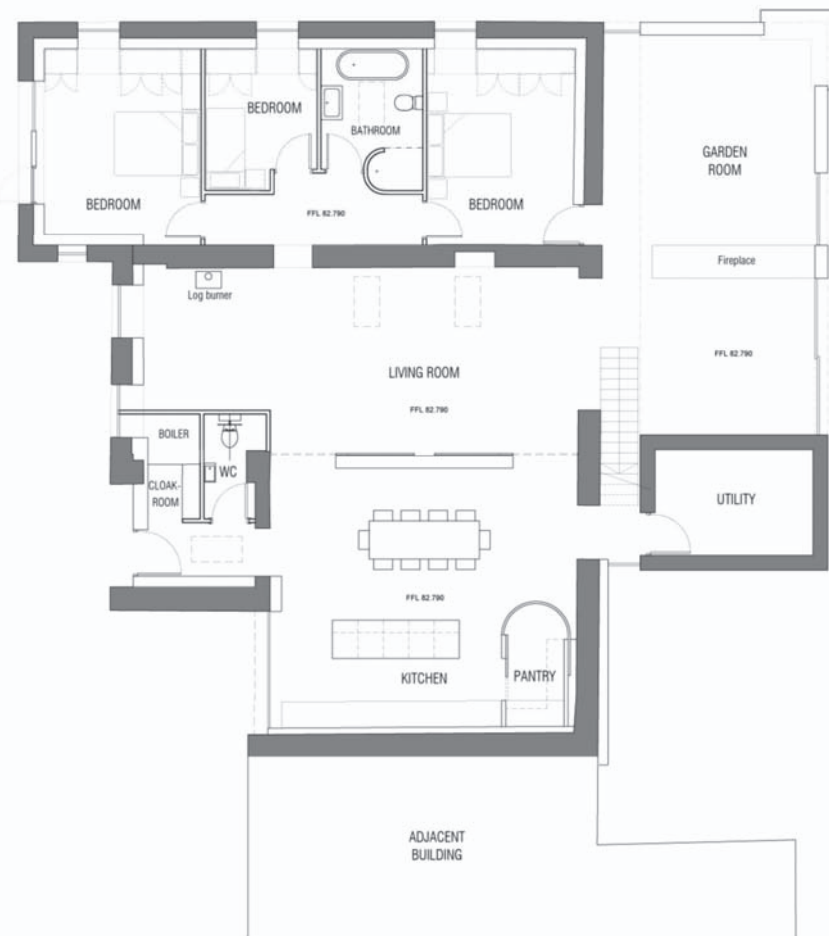 BEDROOM
BATHROOM
GARDEN
ROOM
BEDROOM
BEDROOM
FFL 82.790
Fireplace
Log burner
FFL 82.790
LIVING ROOM
FFL 82.790
BOILER
WC
CLOAK-
ROOM
UTILITY
FFL 82.790
KITCHEN
PANTRY
ADJACENT
BUILDING